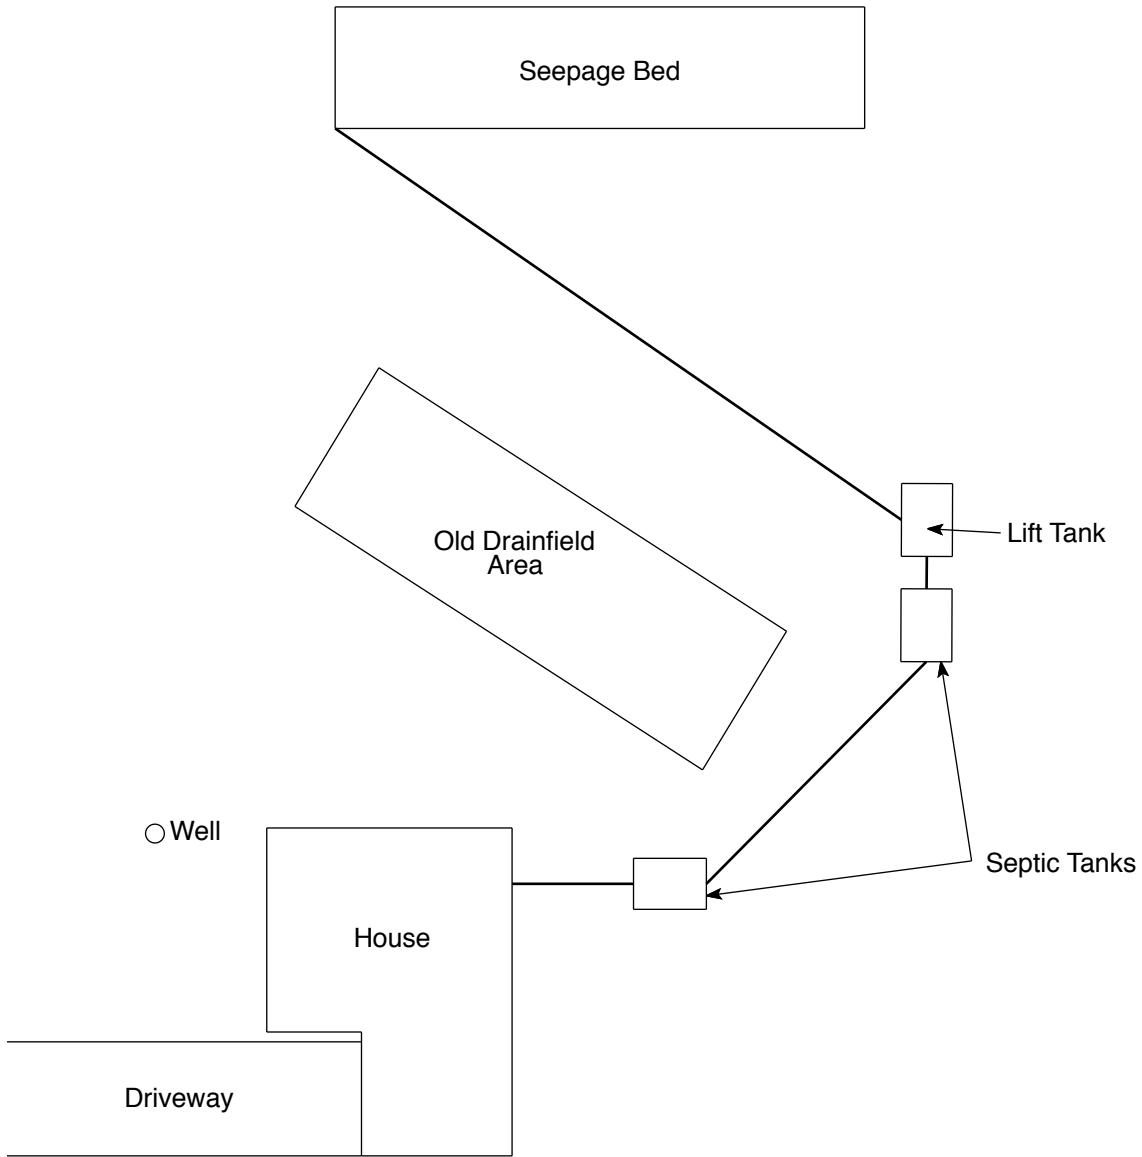 Seepage Bed
Old Drainfield
Area
Lift Tank
Well
Septic Tanks
House
Driveway